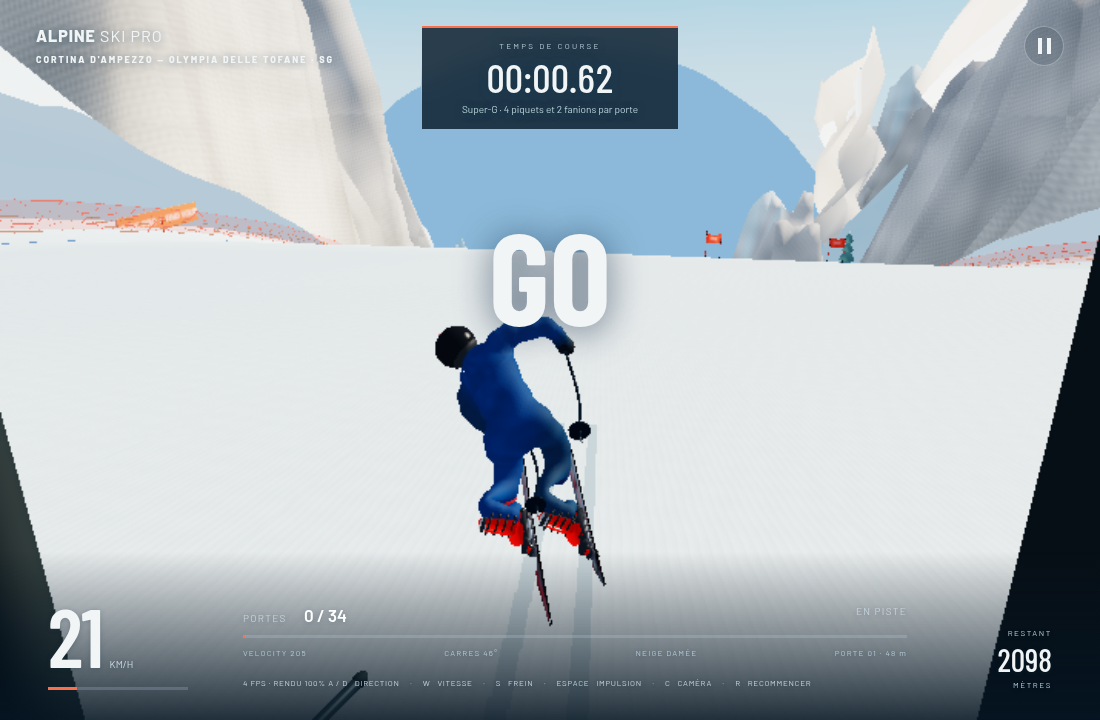 ALPINE SKI PRO
CORTINA D'AMPEZZO — OLYMPIA DELLE TOFANE · SG
TEMPS DE COURSE
00:00.62
Super-G · 4 piquets et 2 fanions par porte
GO
21 KM/H
PORTES 0 / 34
EN PISTE
VELOCITY 205
CARRES 46°
NEIGE DAMÉE
PORTE 01 · 48 m
4 FPS · RENDU 100% A / D DIRECTION · W VITESSE · S FREIN · ESPACE IMPULSION · C CAMÉRA · R RECOMMENCER
RESTANT
2098
MÈTRES